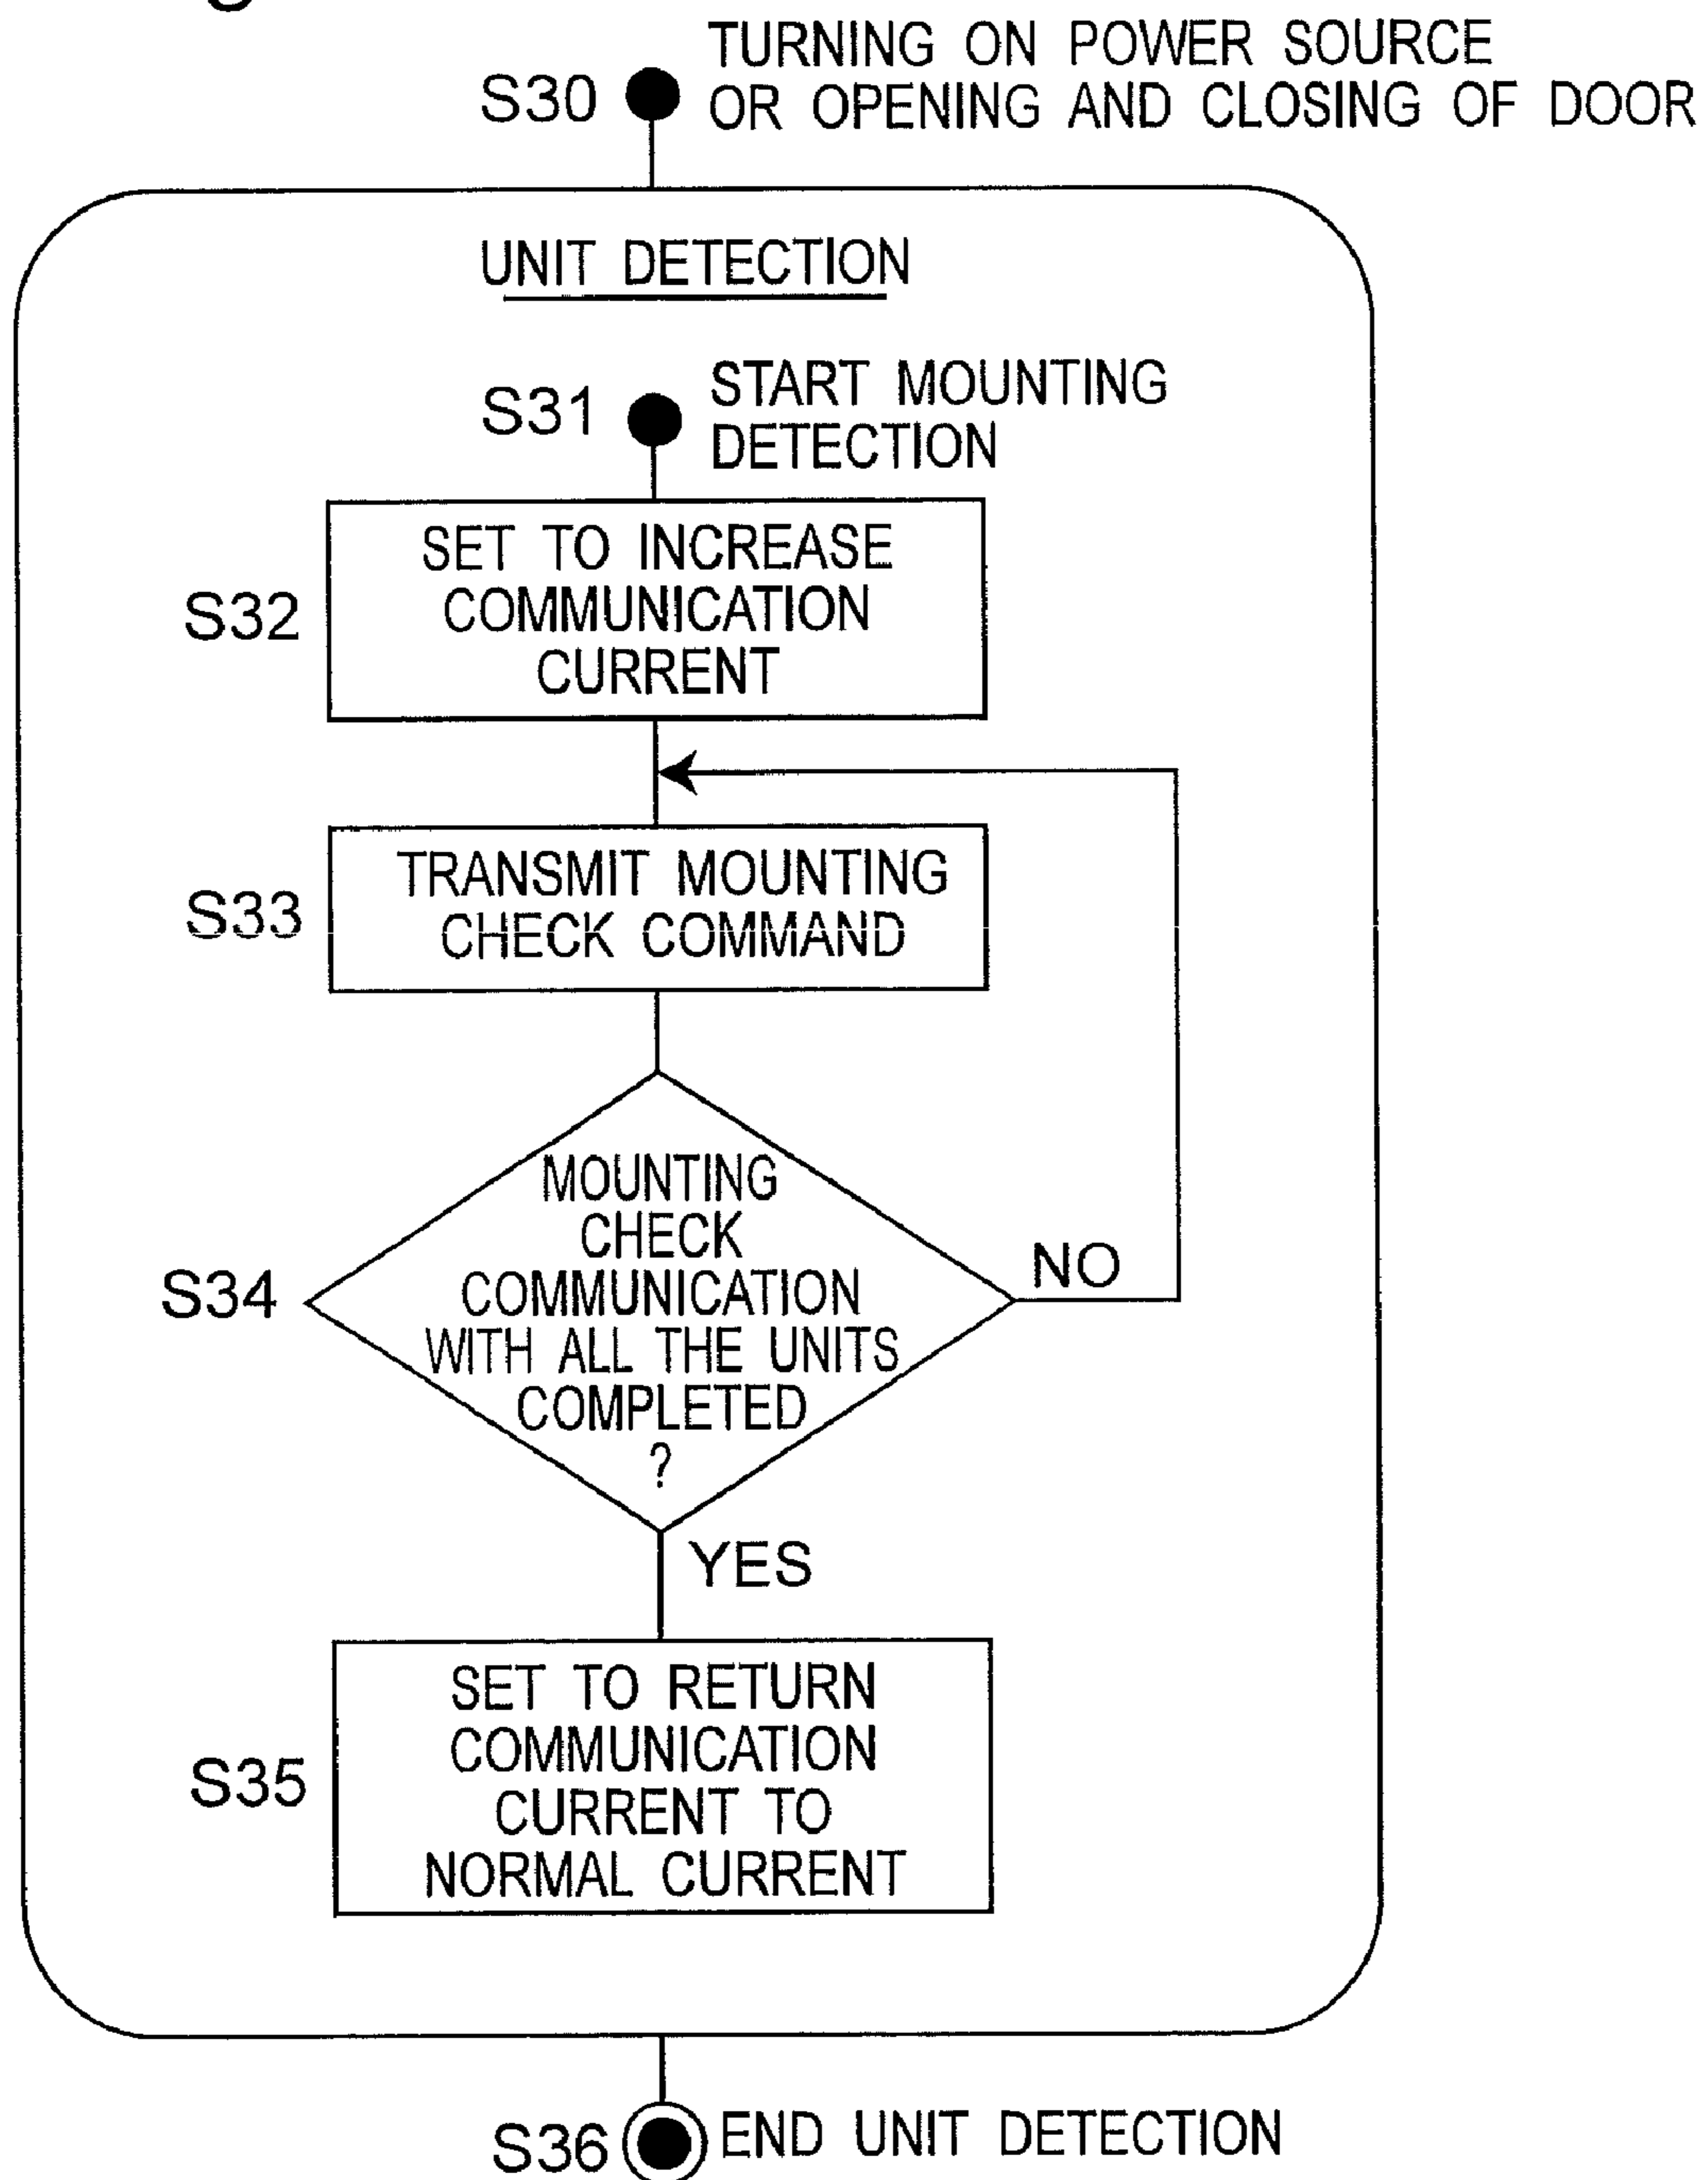 S30
TURNING ON POWER SOURCE
OR OPENING AND CLOSING OF DOOR
UNIT DETECTION
S31
START MOUNTING
DETECTION
S32
SET TO INCREASE
COMMUNICATION
CURRENT
S33
TRANSMIT MOUNTING
CHECK COMMAND
S34
MOUNTING
CHECK
COMMUNICATION
WITH ALL THE UNITS
COMPLETED
?
NO
YES
S35
SET TO RETURN
COMMUNICATION
CURRENT TO
NORMAL CURRENT
S36
END UNIT DETECTION